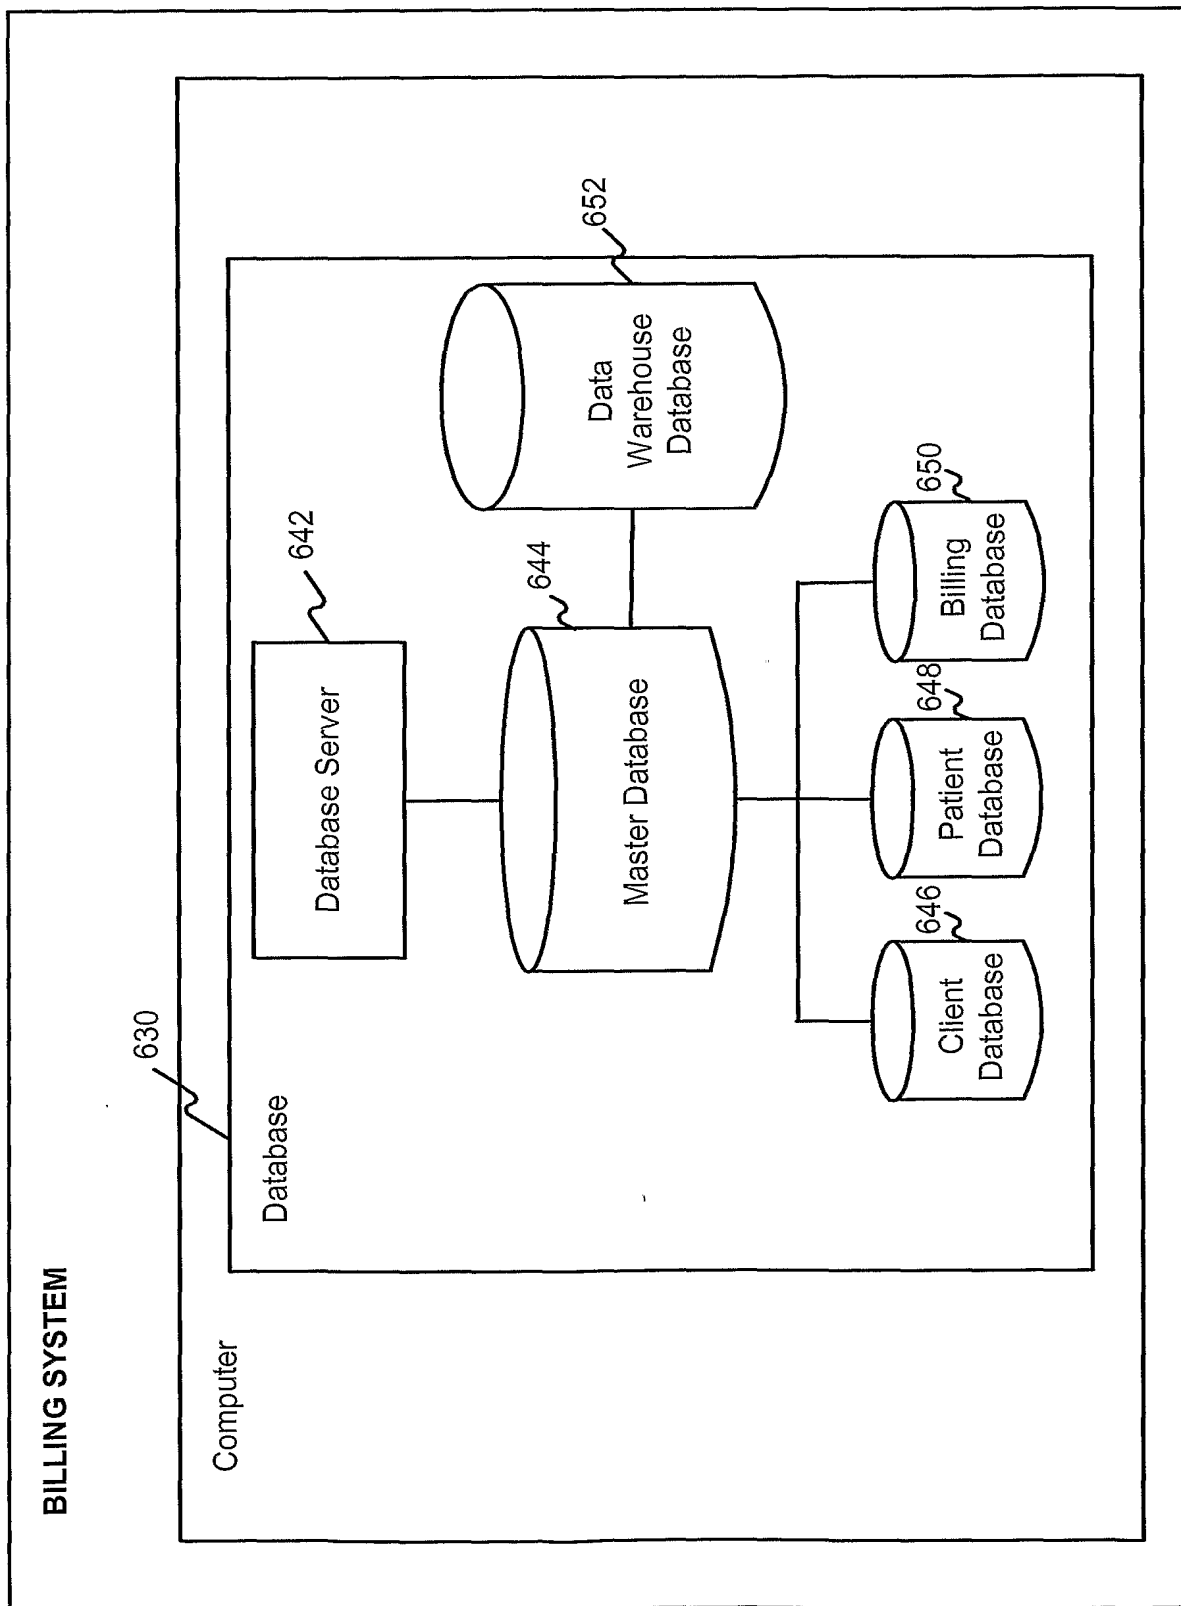 BILLING SYSTEM
Computer
630
Database
Database Server
642
Master Database
644
Data
Warehouse
Database
652
Client
Database
646
Patient
Database
648
Billing
Database
650